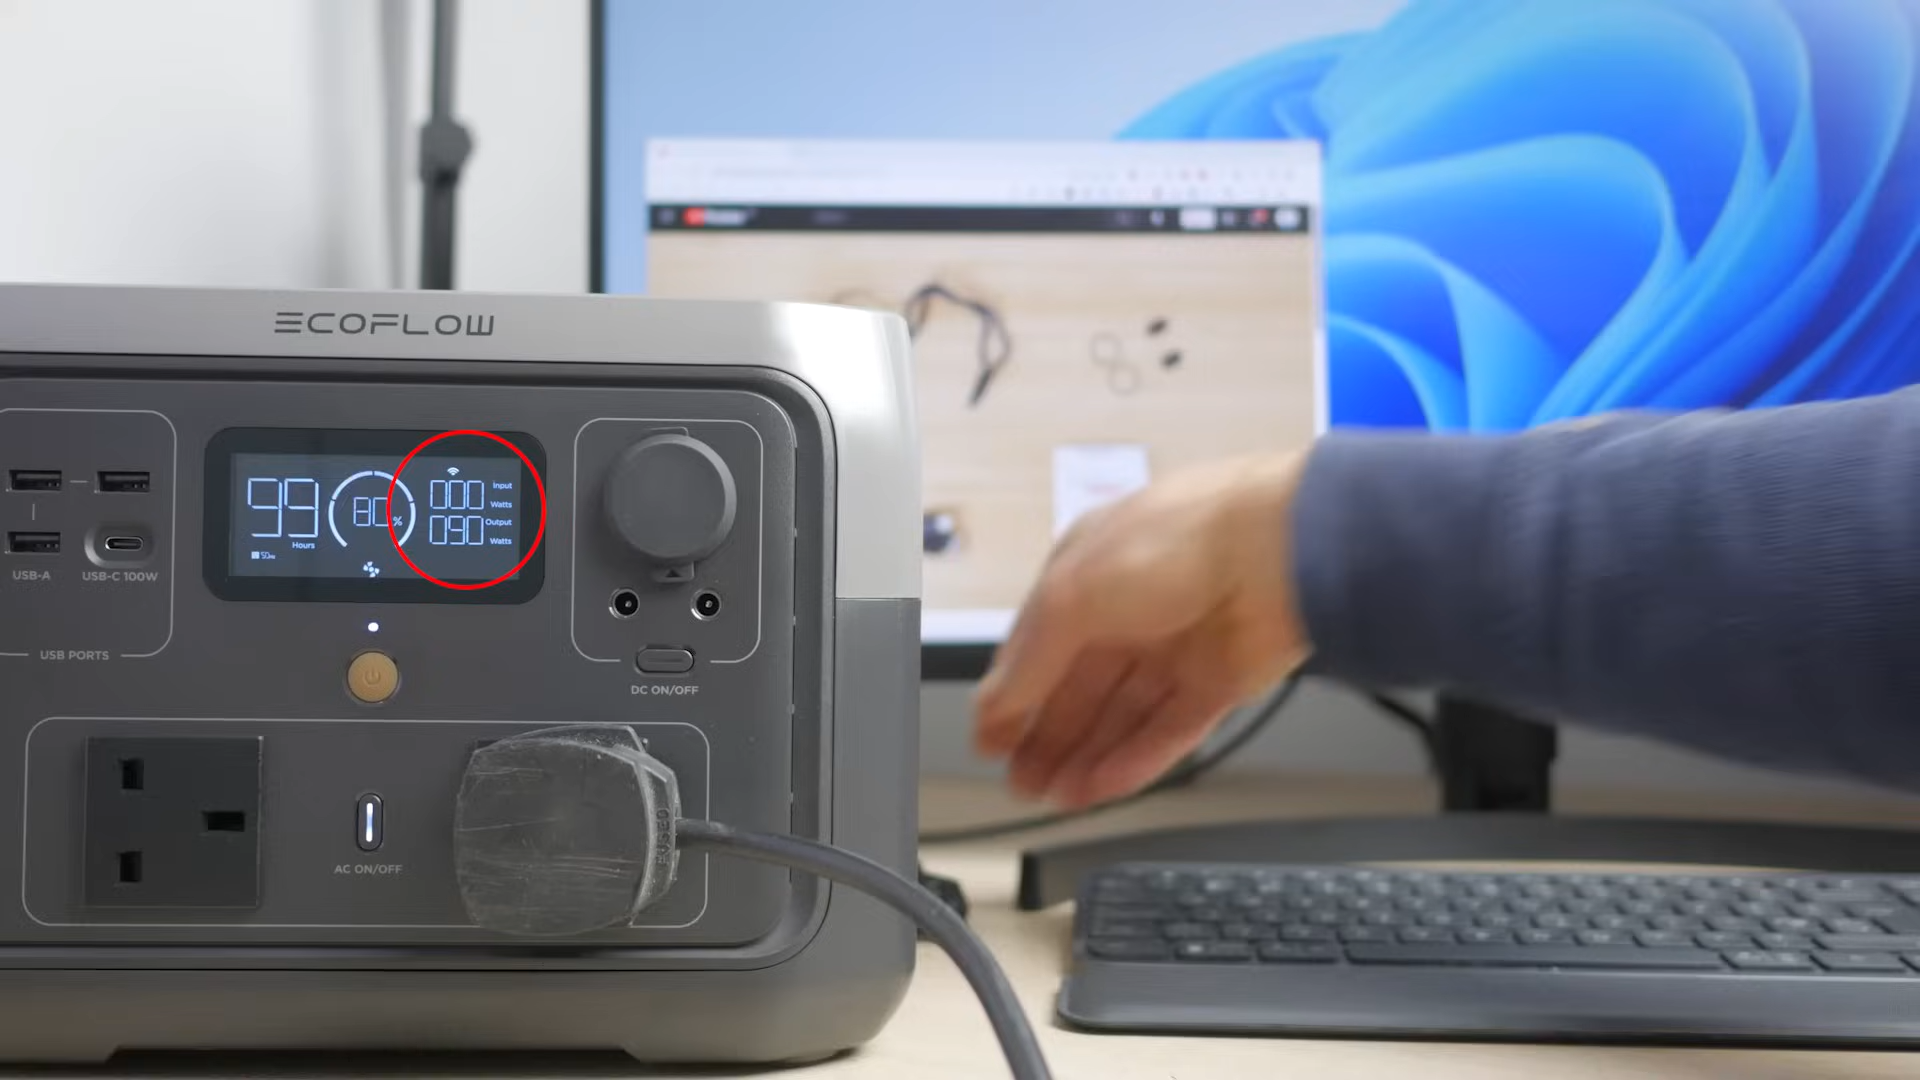 ECOFLOW
99
Hours
50Hz
80%
000
Input
Watts
090
Output
Watts
USB-A
USB-C 100W
USB PORTS
DC ON/OFF
AC ON/OFF
FUSED